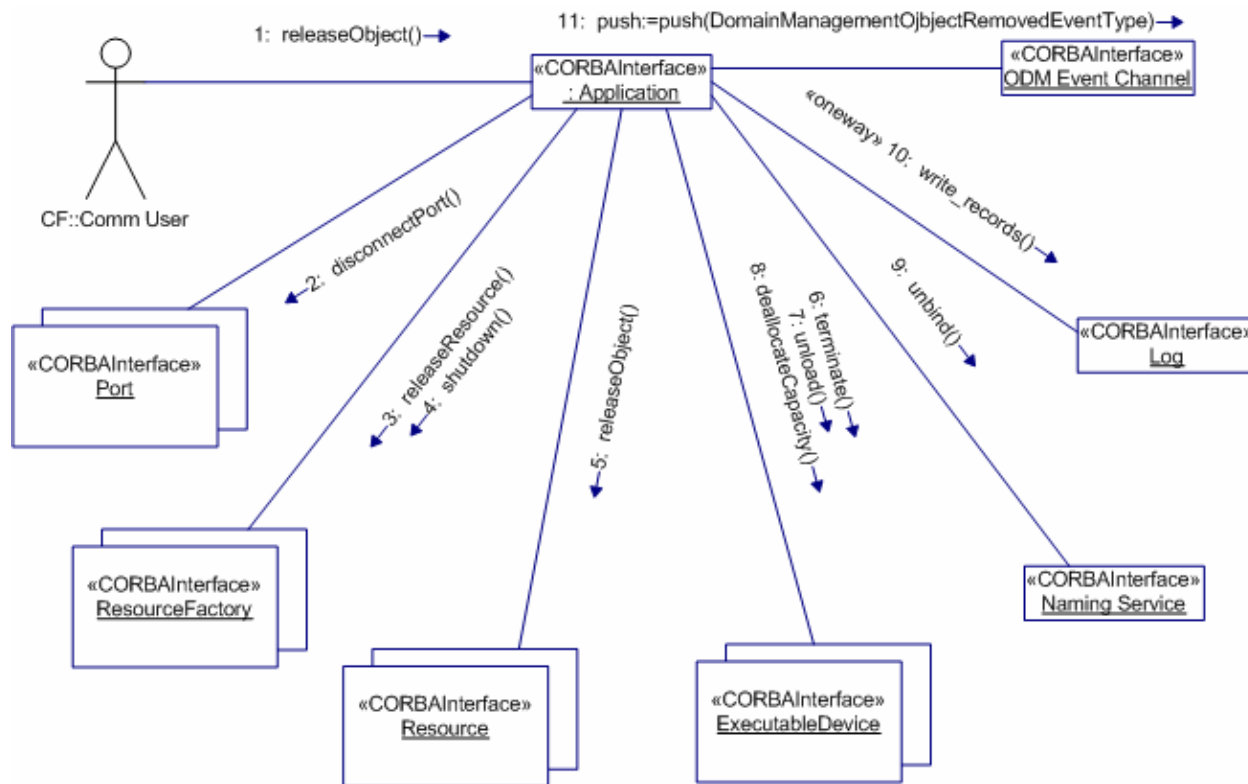 11: push:=push(DomainManagementOjbjectRemovedEventType)
1: releaseObject()
«CORBAInterface»
: Application
«CORBAInterface»
ODM Event Channel
CF::Comm User
«oneway» 10: write_records()
2: disconnectPort()
3: releaseResource()
4: shutdown()
5: releaseObject()
6: terminate()
7: unload()
8: deallocateCapacity()
9: unbind()
«CORBAInterface»
Port
«CORBAInterface»
Log
«CORBAInterface»
ResourceFactory
«CORBAInterface»
Naming Service
«CORBAInterface»
Resource
«CORBAInterface»
ExecutableDevice